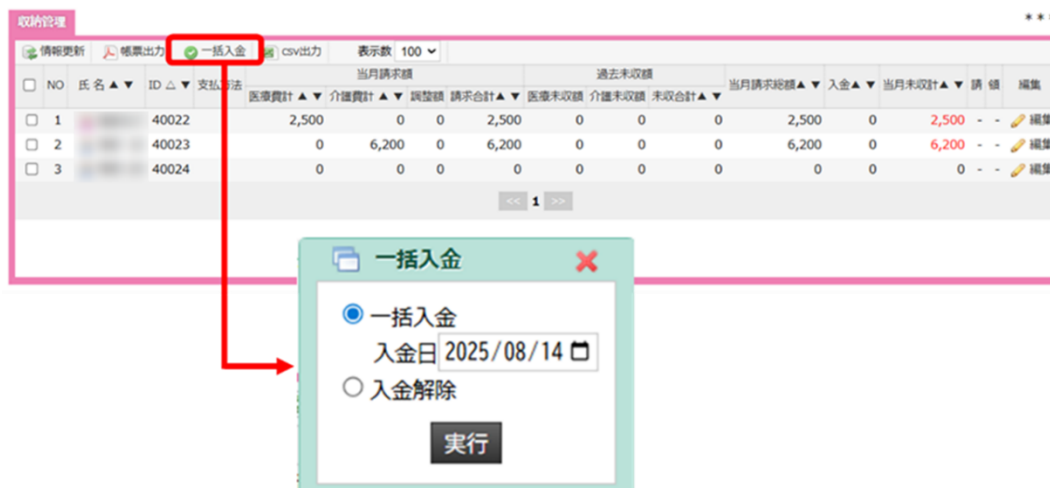 収納管理
**
情報更新 帳票出力 一括入金 csv出力 表示数 100
NO 氏名▲▼ ID△▼ 支払方法 当月請求額 過去未収額 当月請求総額▲▼ 入金▲▼ 当月未収計▲▼ 請 領 編集
医療費計▲▼ 介護費計▲▼ 調整額 請求合計▲▼ 医療未収額 介護未収額 未収合計▲▼
1 40022 2,500 0 0 2,500 0 0 0 2,500 0 2,500 - - 編集
2 40023 0 6,200 0 6,200 0 0 0 6,200 0 6,200 - - 編集
3 40024 0 0 0 0 0 0 0 0 0 0 - - 編集
<< 1 >>
一括入金
一括入金
入金日 2025/08/14
入金解除
実行